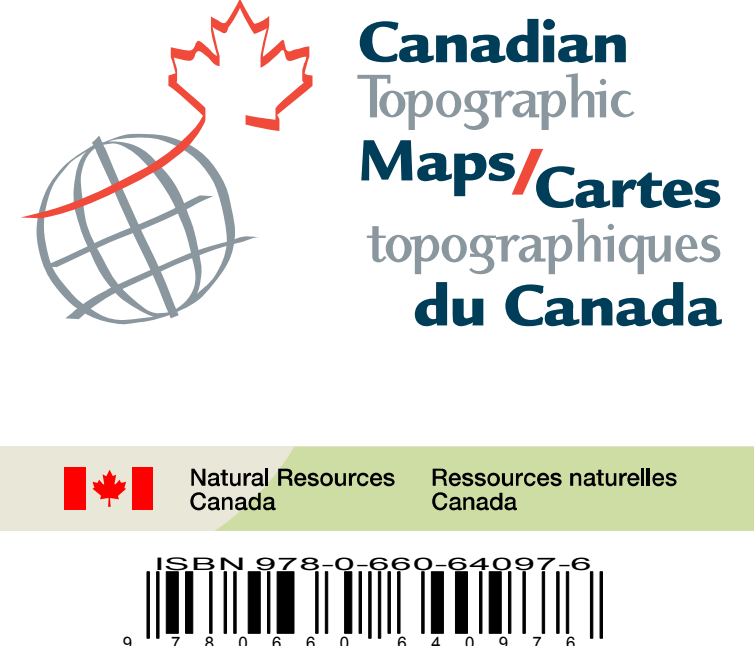 Canadian
Topographic
Maps/Cartes
topographiques
du Canada
Natural Resources
Canada
Ressources naturelles
Canada
ISBN 978-0-660-64097-6
9 780660 640976